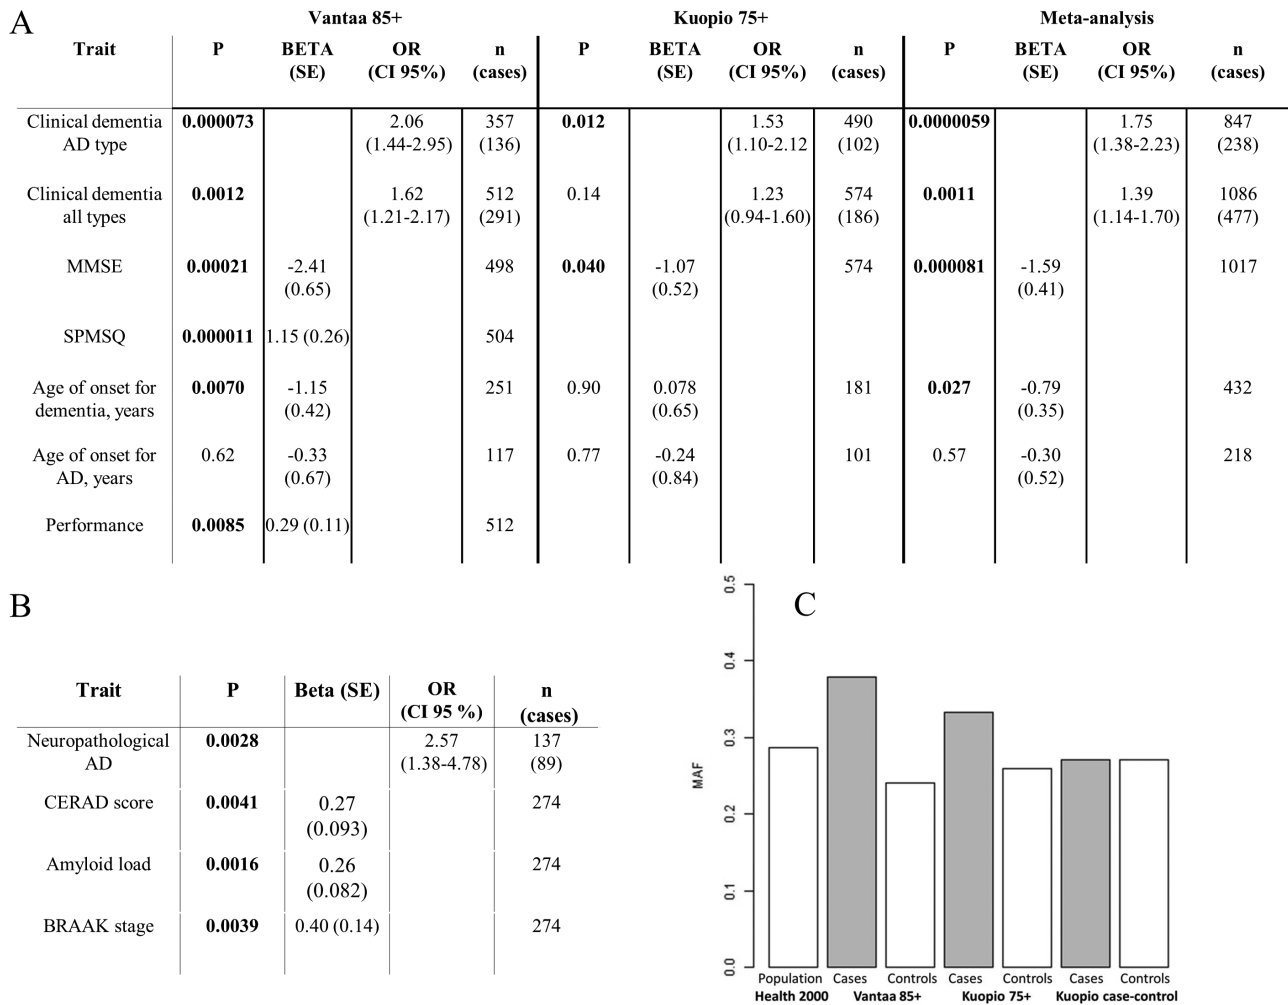 A
Vantaa 85+ Kuopio 75+ Meta-analysis
Trait P BETA OR n P BETA OR n P BETA OR n
(SE) (CI 95%) (cases) (SE) (CI 95%) (cases) (SE) (CI 95%) (cases)
Clinical dementia 0.000073 2.06 357 0.012 1.53 490 0.0000059 1.75 847
AD type (1.44-2.95) (136) (1.10-2.12 (102) (1.38-2.23) (238)
Clinical dementia 0.0012 1.62 512 0.14 1.23 574 0.0011 1.39 1086
all types (1.21-2.17) (291) (0.94-1.60) (186) (1.14-1.70) (477)
MMSE 0.00021 -2.41 498 0.040 -1.07 574 0.000081 -1.59 1017
(0.65) (0.52) (0.41)
SPMSQ 0.000011 1.15 (0.26) 504
Age of onset for 0.0070 -1.15 251 0.90 0.078 181 0.027 -0.79 432
dementia, years (0.42) (0.65) (0.35)
Age of onset for 0.62 -0.33 117 0.77 -0.24 101 0.57 -0.30 218
AD, years (0.67) (0.84) (0.52)
Performance 0.0085 0.29 (0.11) 512
B
Trait P Beta (SE) OR n
(CI 95 %) (cases)
Neuropathological 0.0028 2.57 137
AD (1.38-4.78) (89)
CERAD score 0.0041 0.27 274
(0.093)
Amyloid load 0.0016 0.26 274
(0.082)
BRAAK stage 0.0039 0.40 (0.14) 274
C
0.5
0.4
0.3
0.2
0.1
0.0
MAF
Population Cases Controls Cases Controls Cases Controls
Health 2000 Vantaa 85+ Kuopio 75+ Kuopio case-control